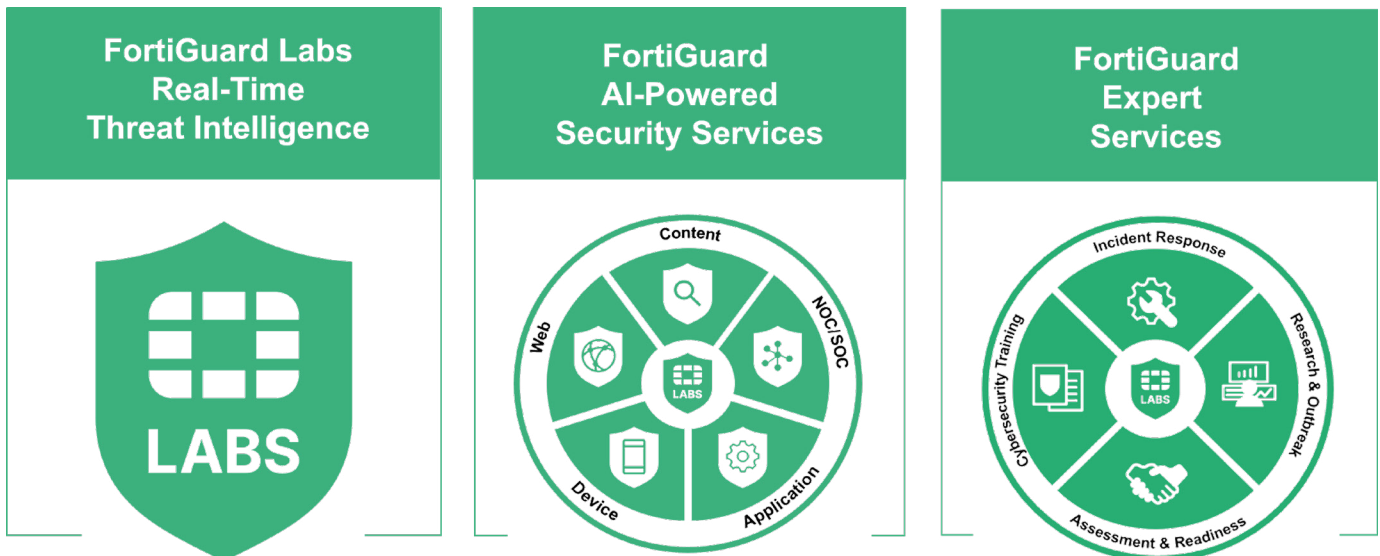 FortiGuard Labs
Real-Time
Threat Intelligence
LABS
FortiGuard
AI-Powered
Security Services
Content
NOC/SOC
Application
Device
Web
LABS
FortiGuard
Expert
Services
Incident Response
Research & Outbreak
Assessment & Readiness
Cybersecurity Training
LABS